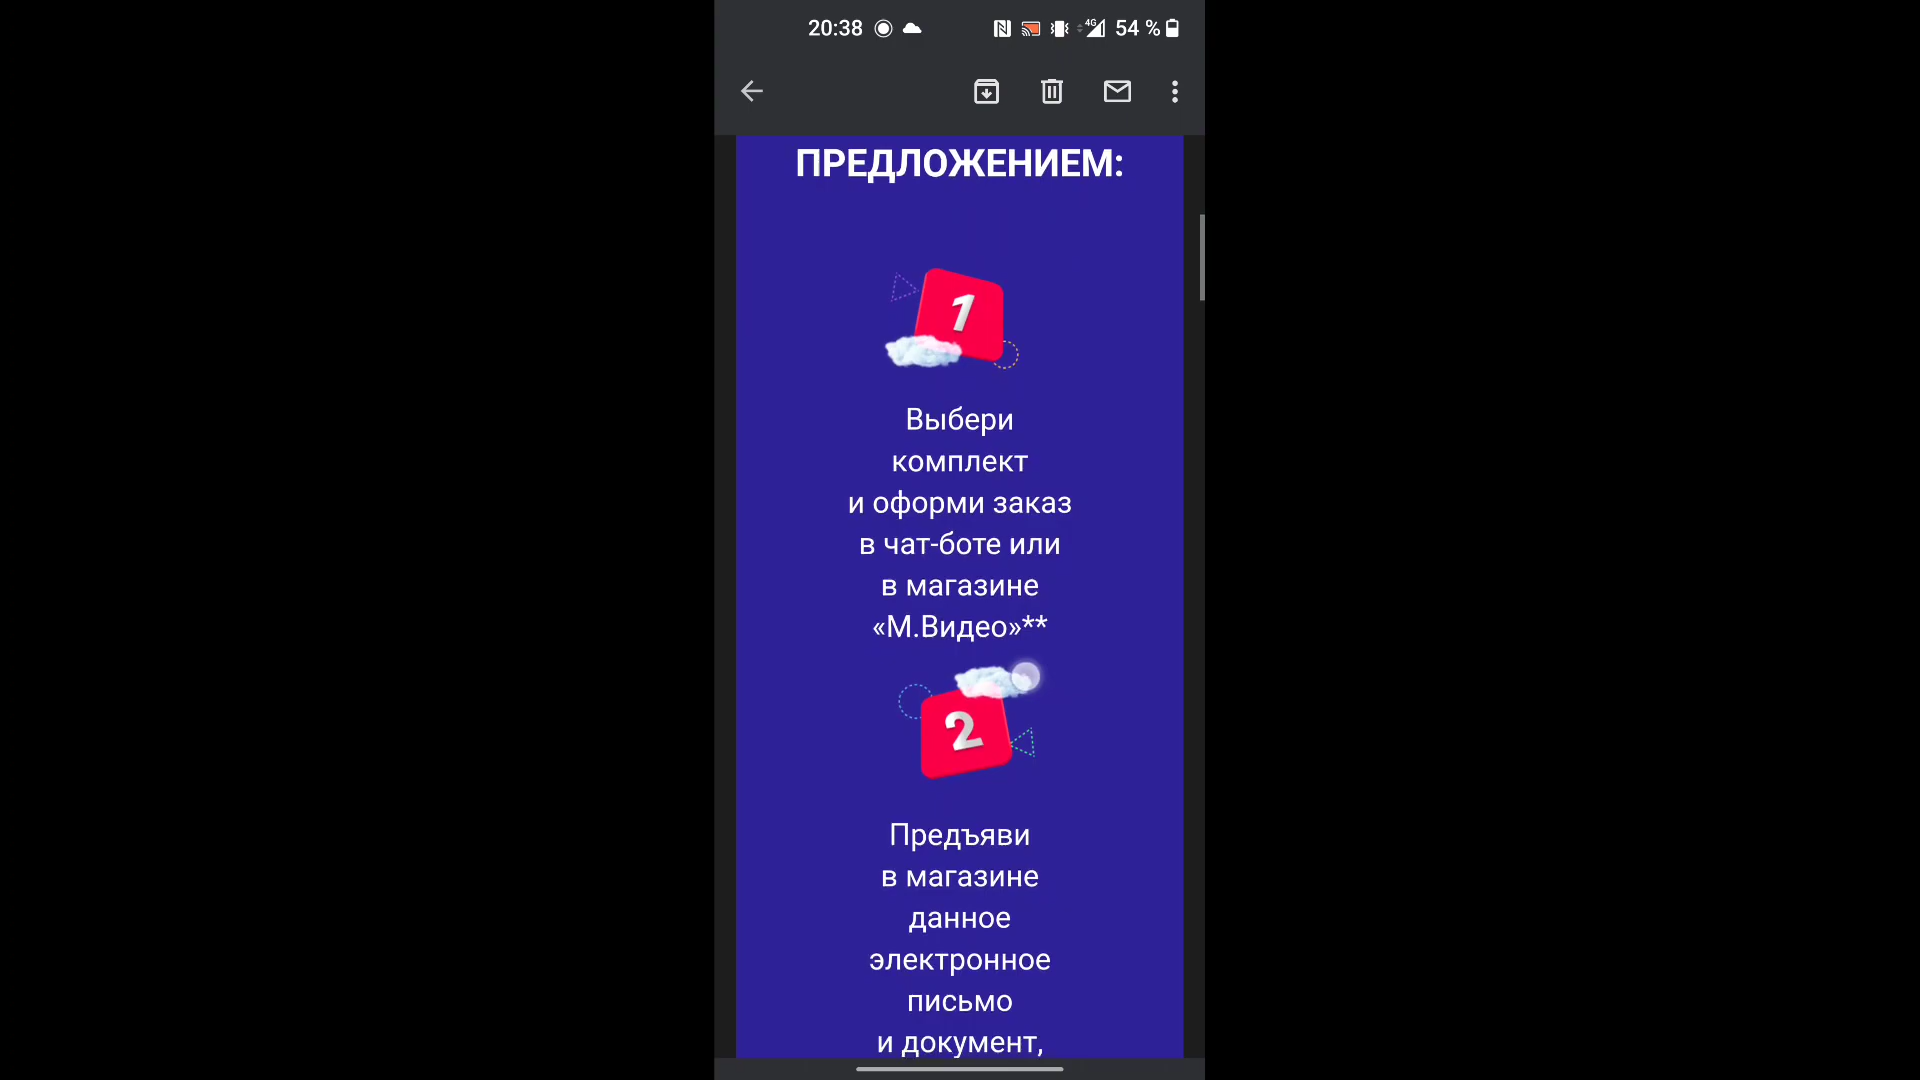 20:38 4G 54 %
ПРЕДЛОЖЕНИЕМ:
1
Выбери
комплект
и оформи заказ
в чат-боте или
в магазине
«М.Видео»**
2
Предъяви
в магазине
данное
электронное
письмо
и документ,